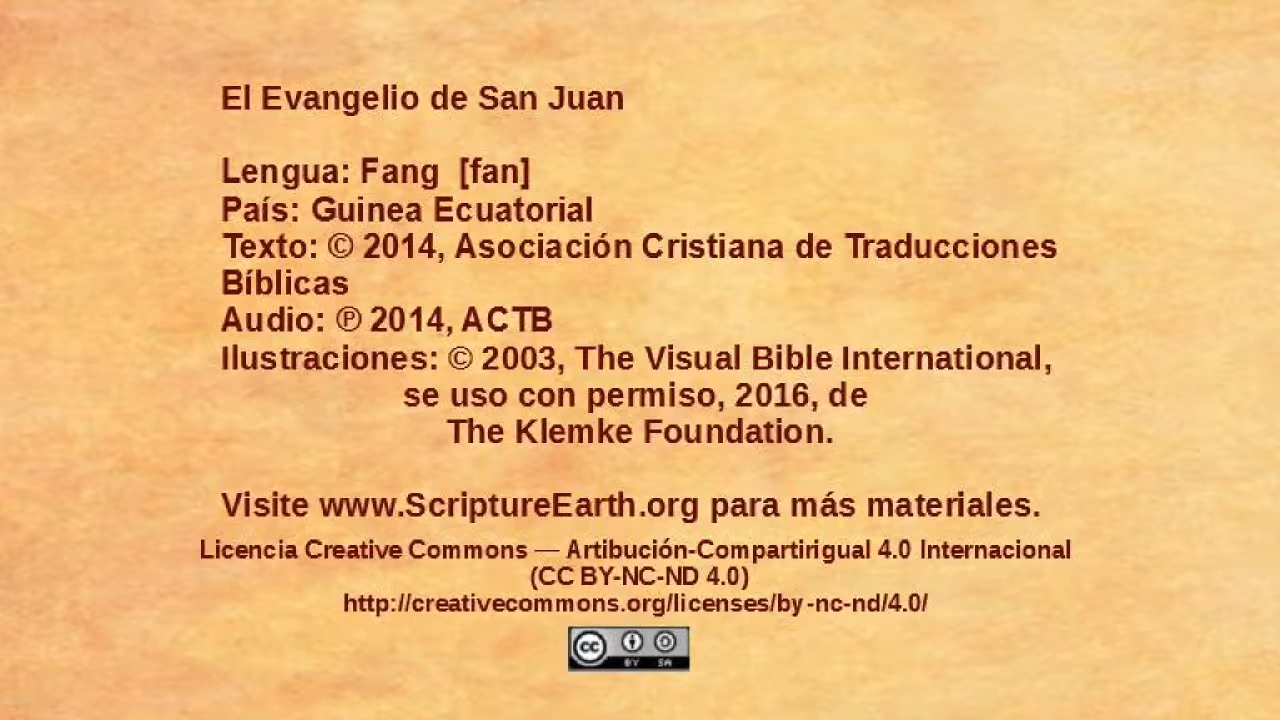 El Evangelio de San Juan
Lengua: Fang [fan]
País: Guinea Ecuatorial
Texto: © 2014, Asociación Cristiana de Traducciones
Bíblicas
Audio: ℗ 2014, ACTB
Ilustraciones: © 2003, The Visual Bible International,
se uso con permiso, 2016, de
The Klemke Foundation.
Visite www.ScriptureEarth.org para más materiales.
Licencia Creative Commons — Artibución-Compartirigual 4.0 Internacional
(CC BY-NC-ND 4.0)
http://creativecommons.org/licenses/by-nc-nd/4.0/
cc BY SA